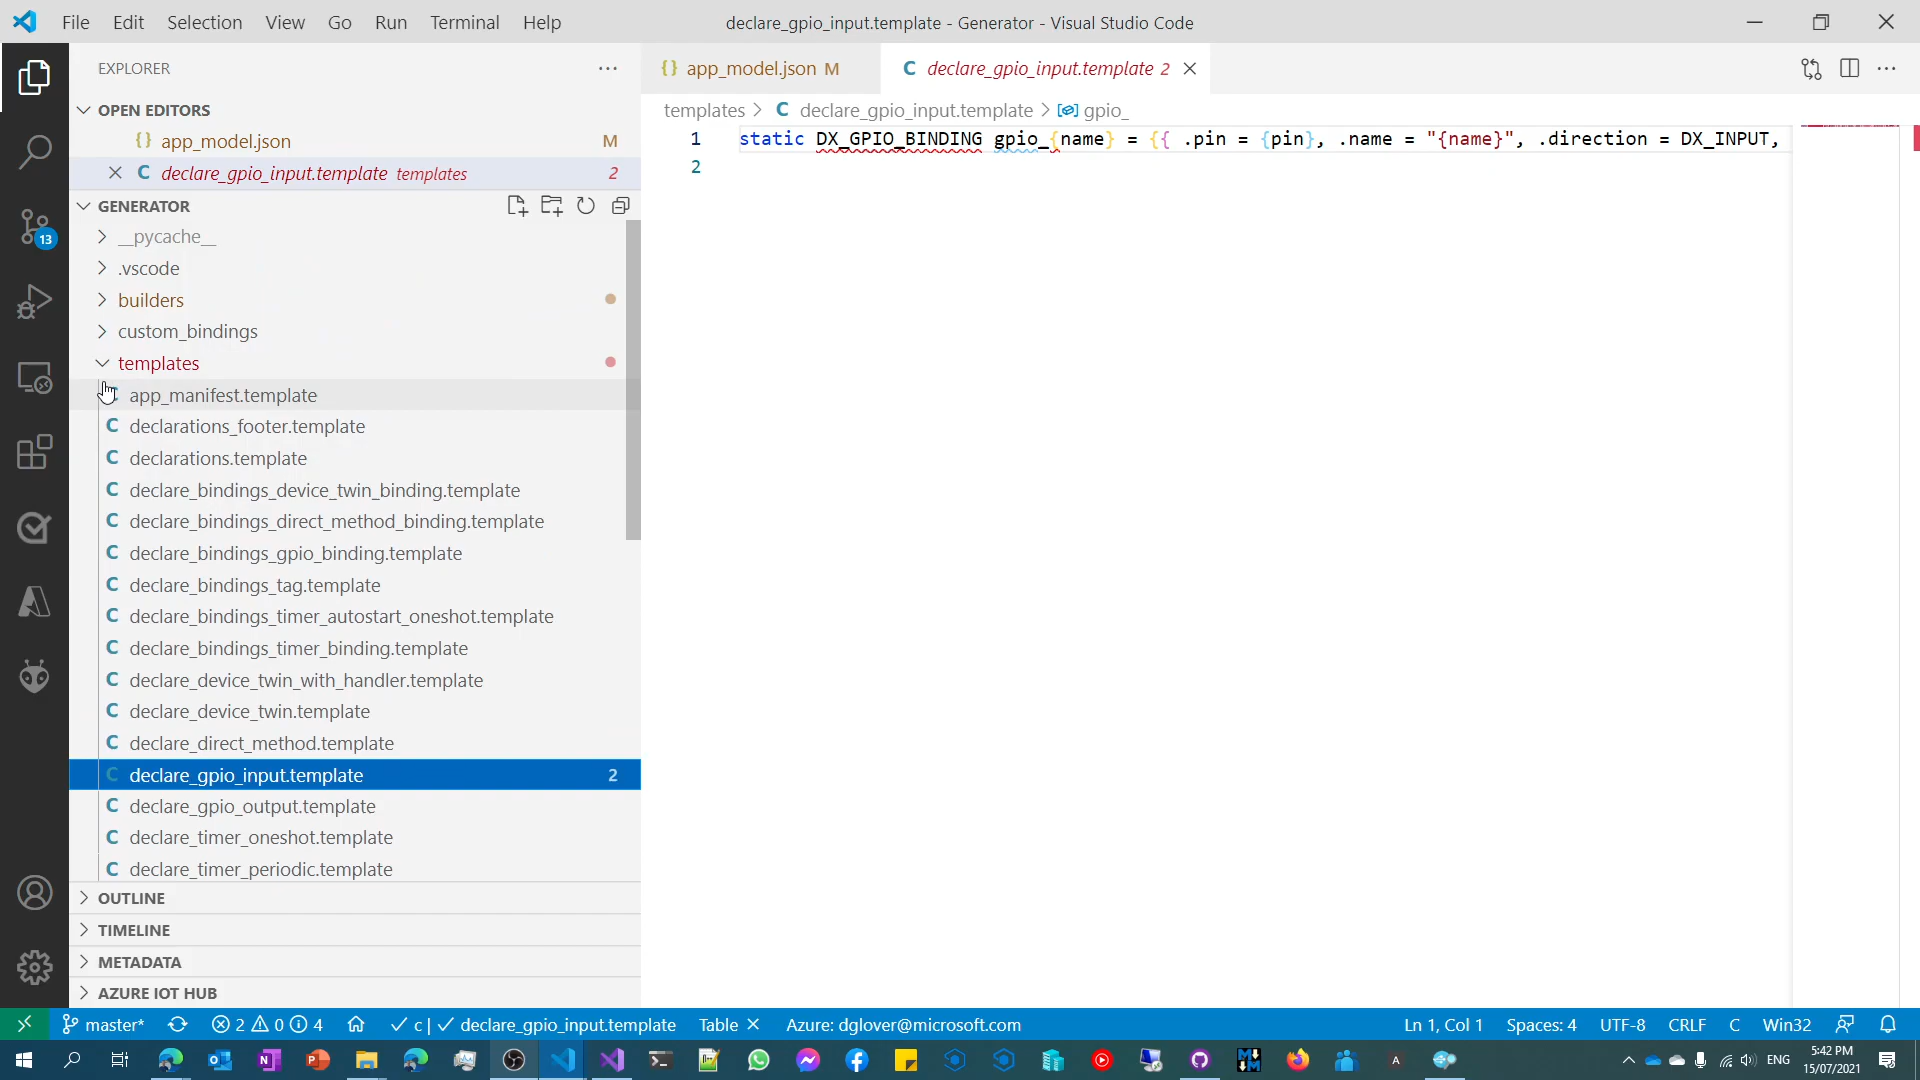 File Edit Selection View Go Run Terminal Help
declare_gpio_input.template - Generator - Visual Studio Code
EXPLORER
OPEN EDITORS
{} app_model.json M
C declare_gpio_input.template templates 2
GENERATOR
__pycache__
.vscode
builders
custom_bindings
templates
app_manifest.template
C declarations_footer.template
C declarations.template
C declare_bindings_device_twin_binding.template
C declare_bindings_direct_method_binding.template
C declare_bindings_gpio_binding.template
C declare_bindings_tag.template
C declare_bindings_timer_autostart_oneshot.template
C declare_bindings_timer_binding.template
C declare_device_twin_with_handler.template
C declare_device_twin.template
C declare_direct_method.template
C declare_gpio_input.template 2
C declare_gpio_output.template
C declare_timer_oneshot.template
C declare_timer_periodic.template
OUTLINE
TIMELINE
METADATA
AZURE IOT HUB
13
{} app_model.json M
C declare_gpio_input.template 2
templates > C declare_gpio_input.template > gpio_
1 static DX_GPIO_BINDING gpio_{name} = {{ .pin = {pin}, .name = "{name}", .direction = DX_INPUT,
2
master* 2 0 4 c | declare_gpio_input.template Table Azure: dglover@microsoft.com
Ln 1, Col 1 Spaces: 4 UTF-8 CRLF C Win32
ENG
5:42 PM
15/07/2021